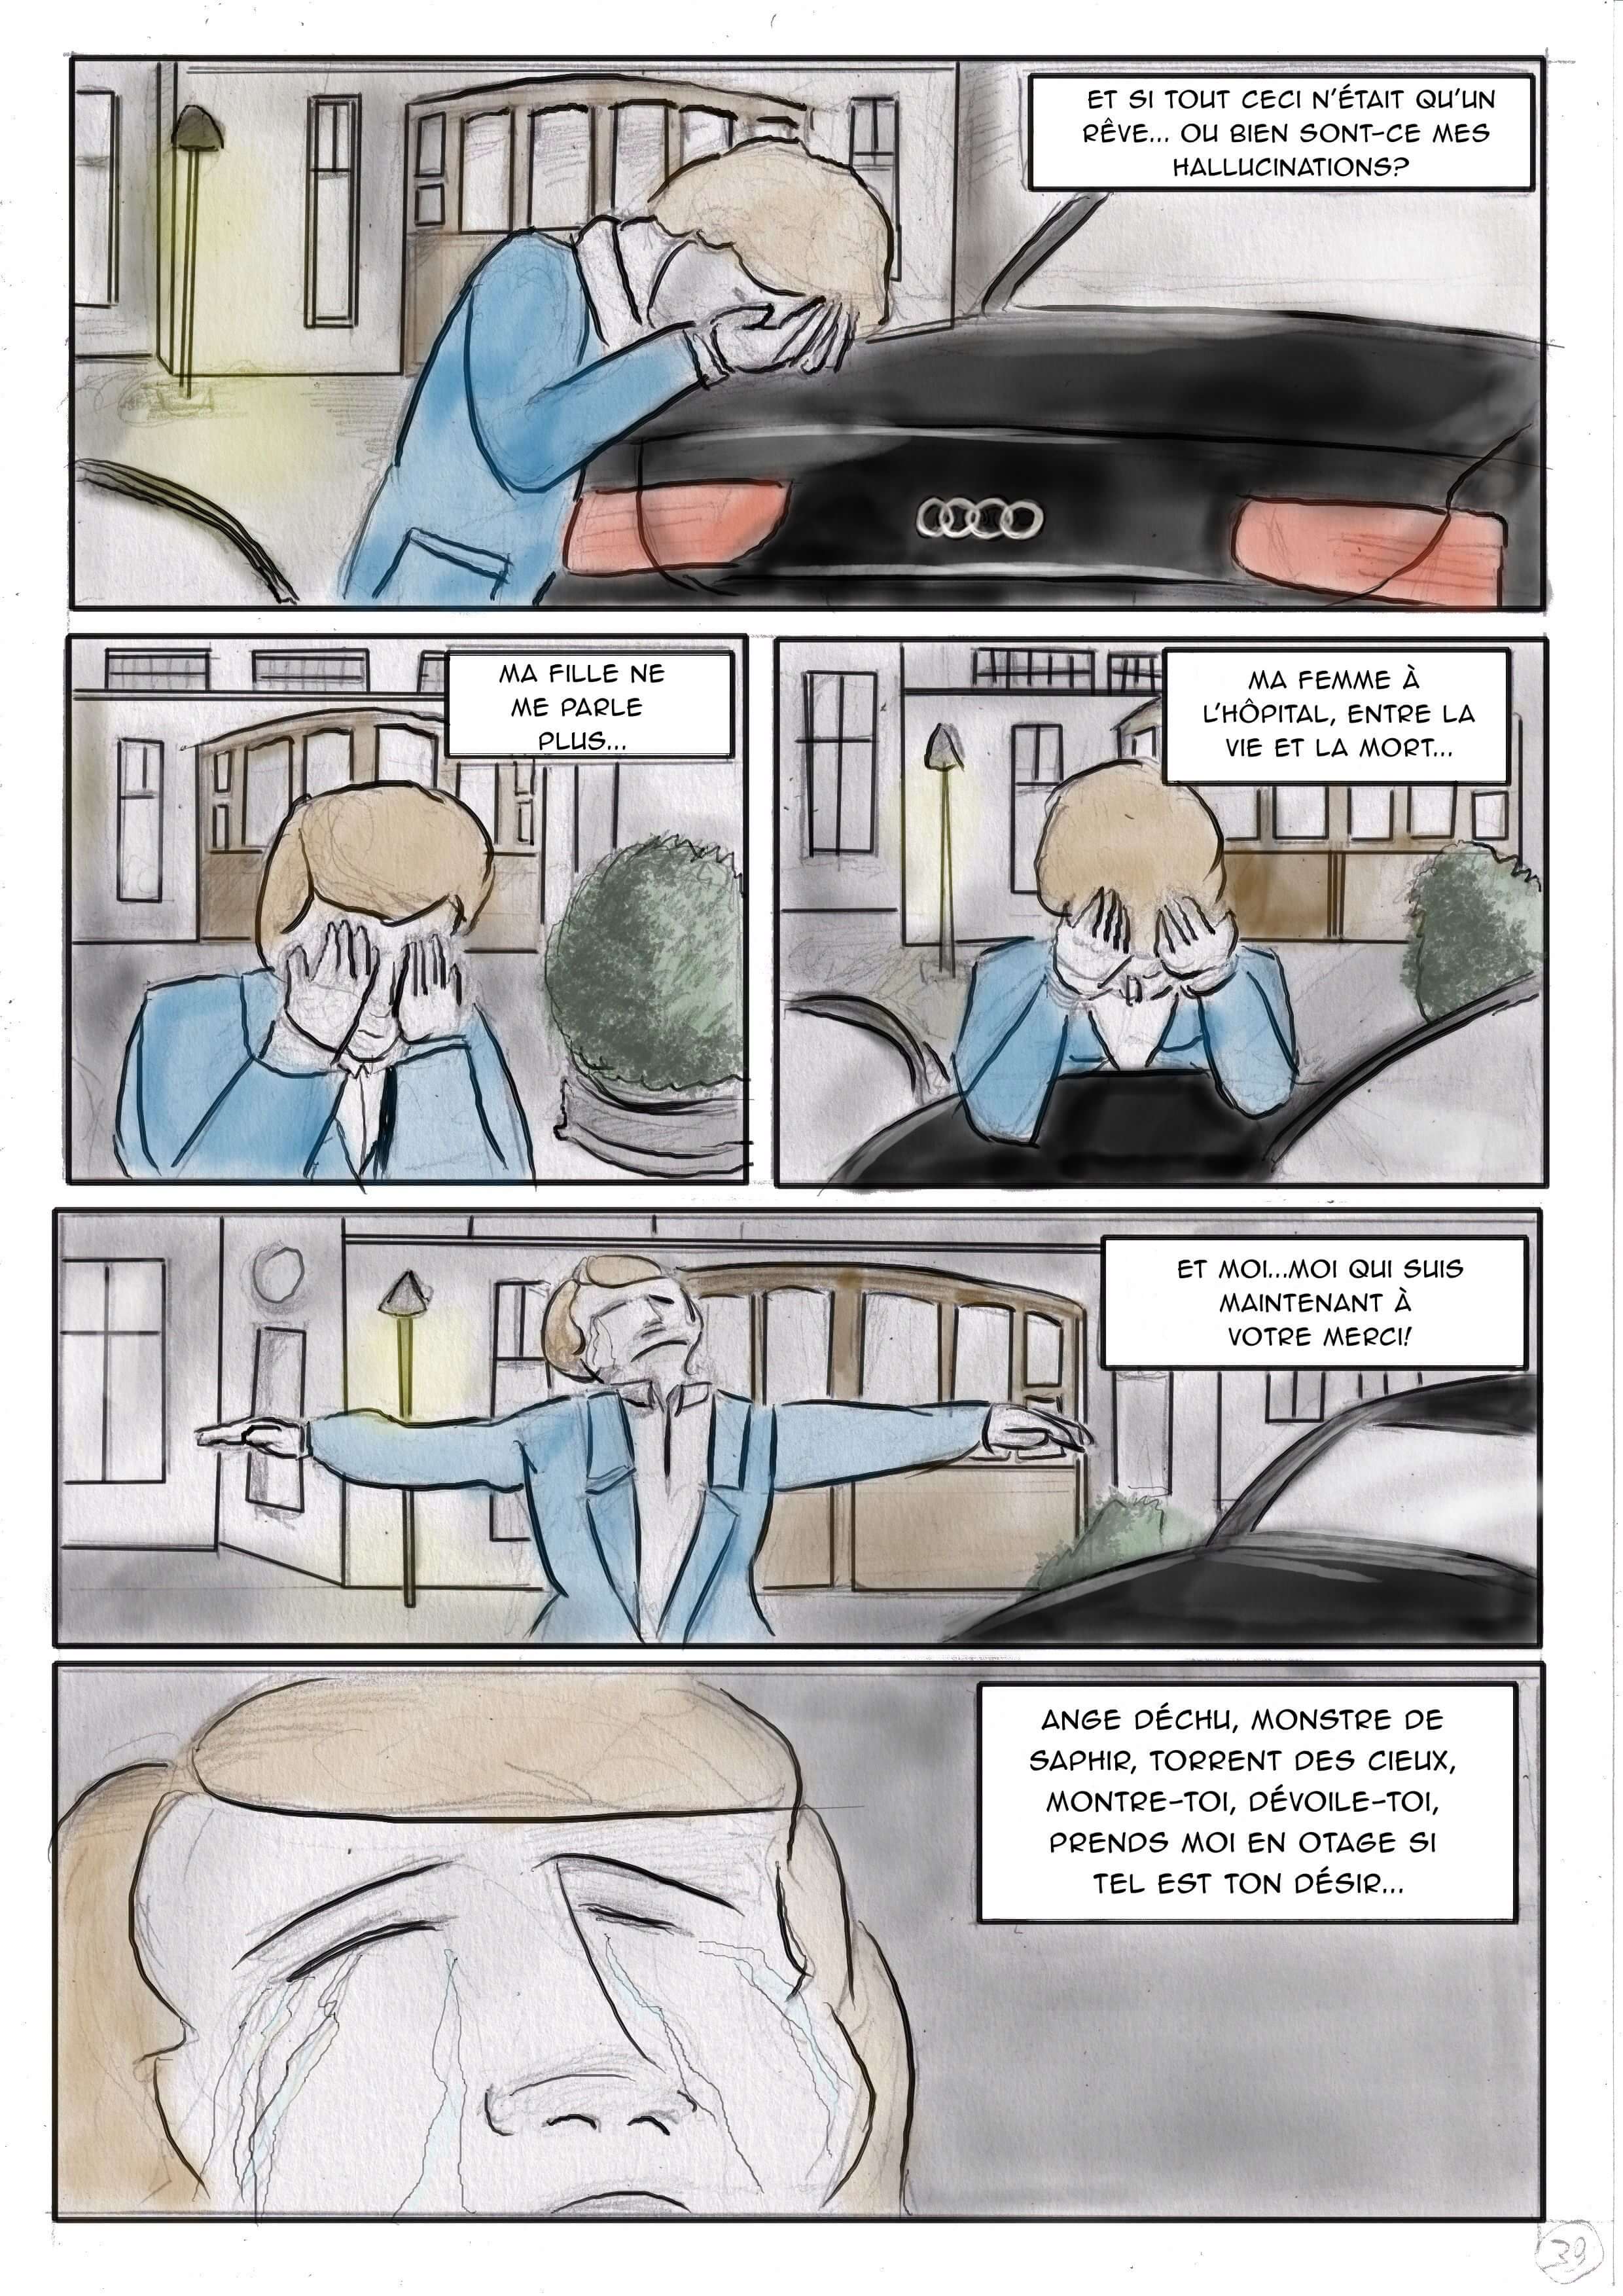 ET SI TOUT CECI N'ÉTAIT QU'UN
RÊVE... OU BIEN SONT-CE MES
HALLUCINATIONS?
MA FILLE NE
ME PARLE
PLUS...
MA FEMME À
L'HÔPITAL, ENTRE LA
VIE ET LA MORT...
ET MOI...MOI QUI SUIS
MAINTENANT À
VOTRE MERCI!
ANGE DÉCHU, MONSTRE DE
SAPHIR, TORRENT DES CIEUX,
MONTRE-TOI, DÉVOILE-TOI,
PRENDS MOI EN OTAGE SI
TEL EST TON DÉSIR...
39